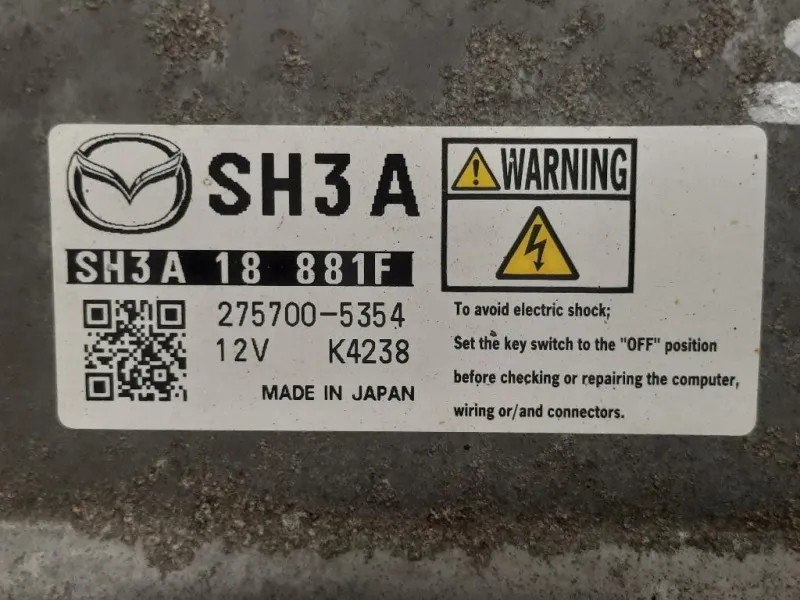 SH3A
SH3A 18 881F
275700-5354
12V K4238
MADE IN JAPAN
WARNING
To avoid electric shock;
Set the key switch to the "OFF" position
before checking or repairing the computer,
wiring or/and connectors.